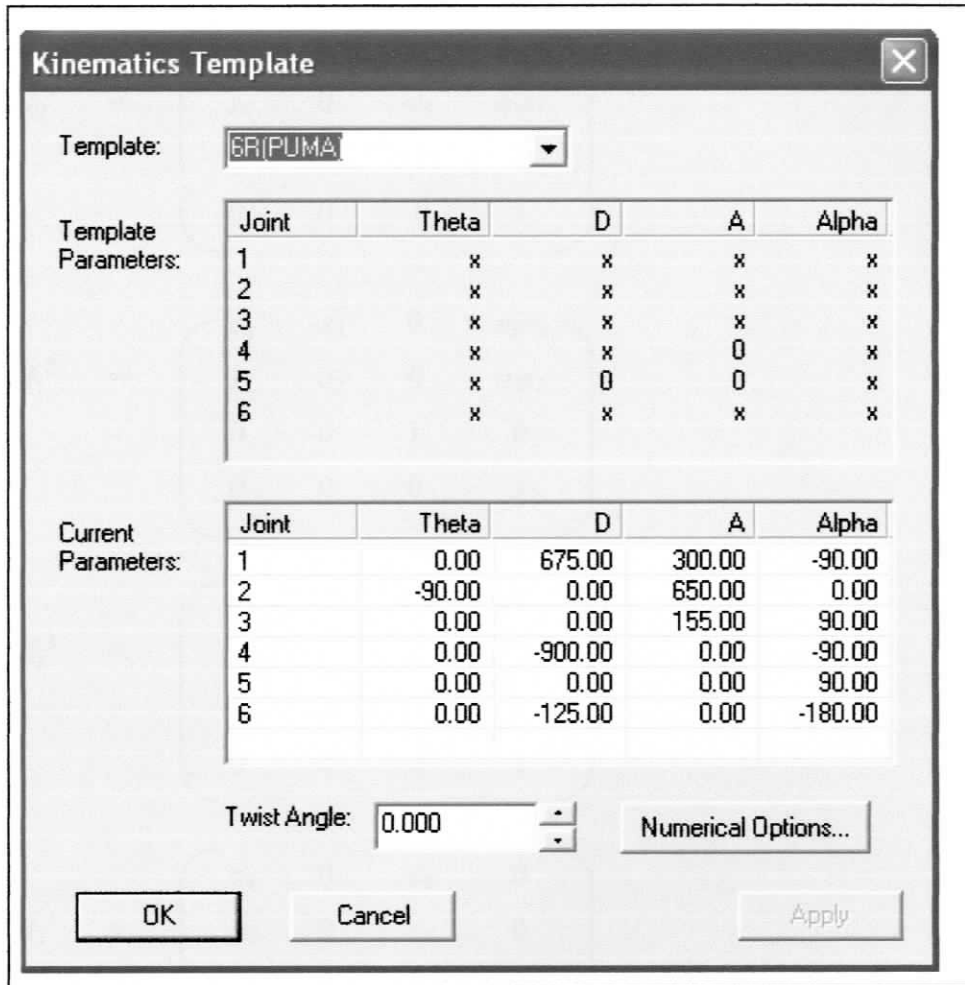 Kinematics Template
Template: 6R(PUMA)
Template Parameters:
Joint Theta D A Alpha
1 x x x x
2 x x x x
3 x x x x
4 x x 0 x
5 x 0 0 x
6 x x x x
Current Parameters:
Joint Theta D A Alpha
1 0.00 675.00 300.00 -90.00
2 -90.00 0.00 650.00 0.00
3 0.00 0.00 155.00 90.00
4 0.00 -900.00 0.00 -90.00
5 0.00 0.00 0.00 90.00
6 0.00 -125.00 0.00 -180.00
Twist Angle: 0.000 Numerical Options...
OK Cancel Apply